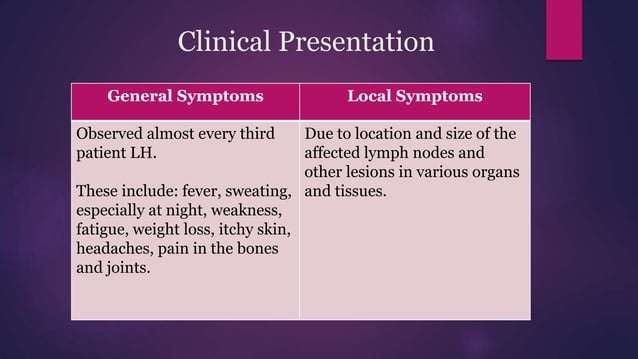 Clinical Presentation
General Symptoms
Local Symptoms
Observed almost every third
patient LH.
These include: fever, sweating,
especially at night, weakness,
fatigue, weight loss, itchy skin,
headaches, pain in the bones
and joints.
Due to location and size of the
affected lymph nodes and
other lesions in various organs
and tissues.